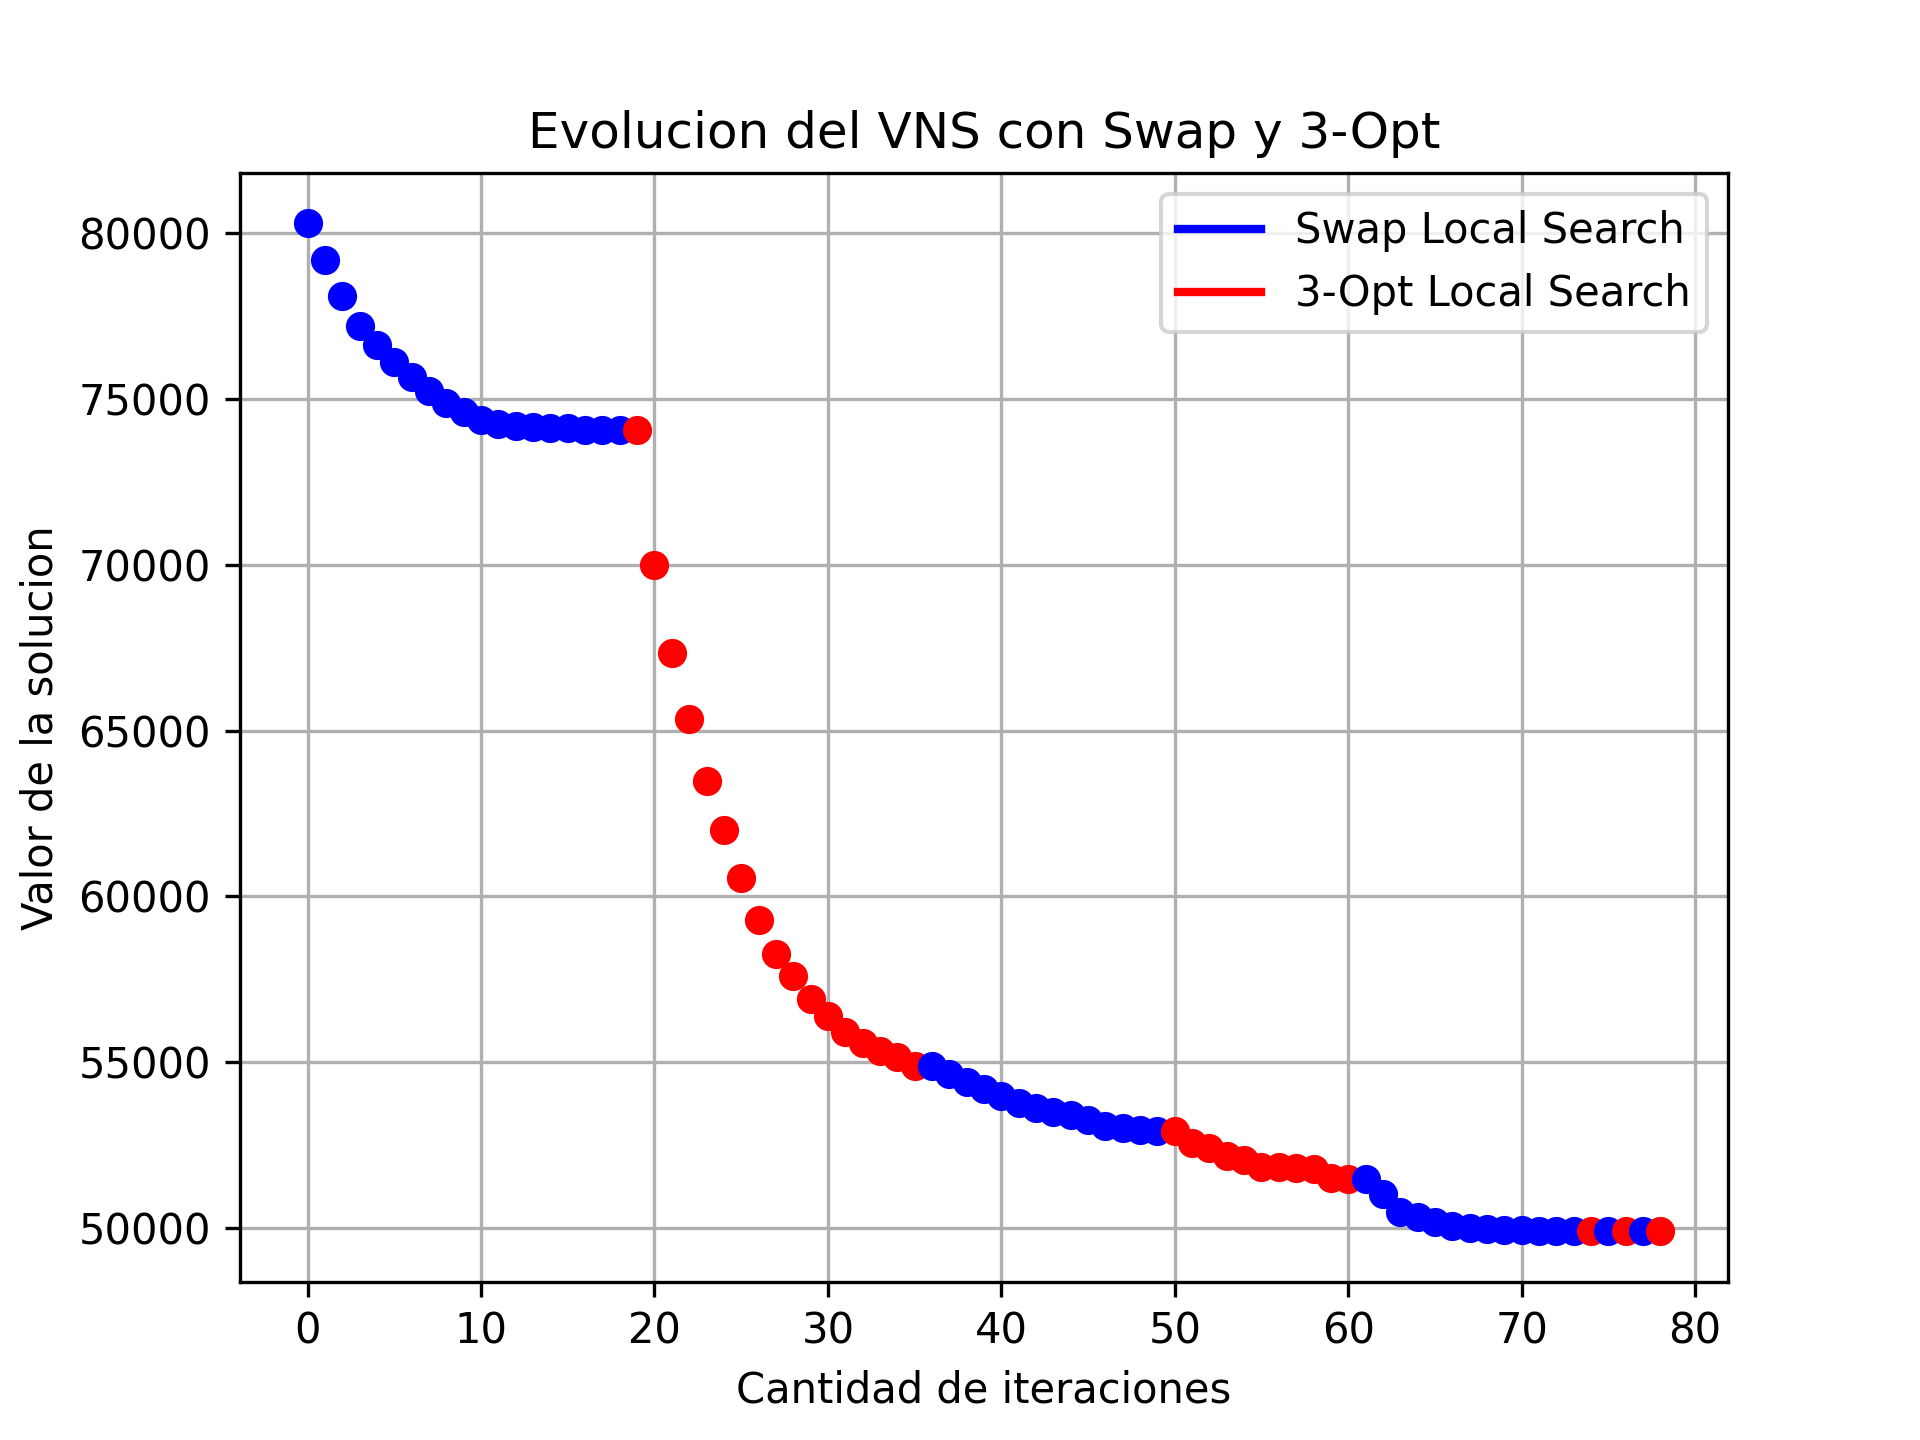 Evolucion del VNS con Swap y 3-Opt
Swap Local Search
3-Opt Local Search
80000
75000
70000
65000
60000
55000
50000
Valor de la solucion
0 10 20 30 40 50 60 70 80
Cantidad de iteraciones